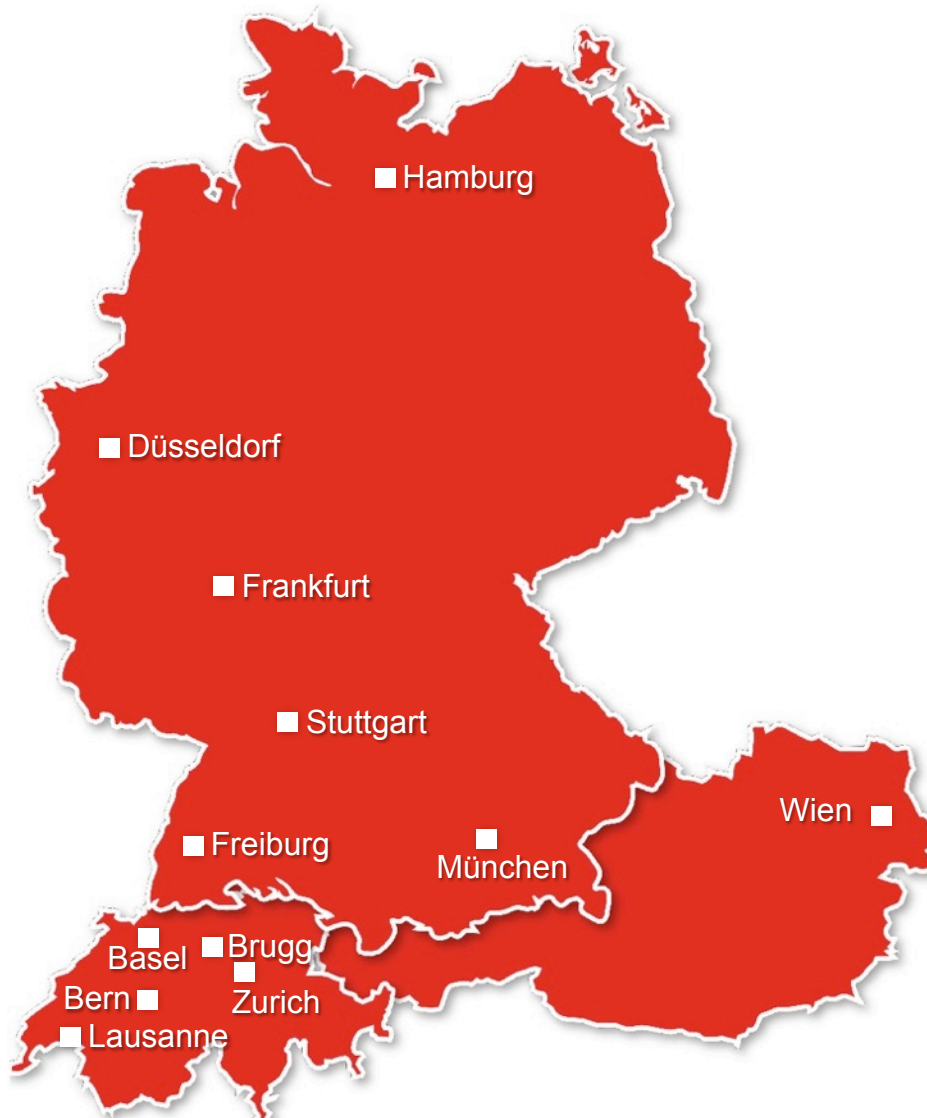 Hamburg
Düsseldorf
Frankfurt
Stuttgart
Wien
Freiburg
München
Basel
Brugg
Bern
Zurich
Lausanne